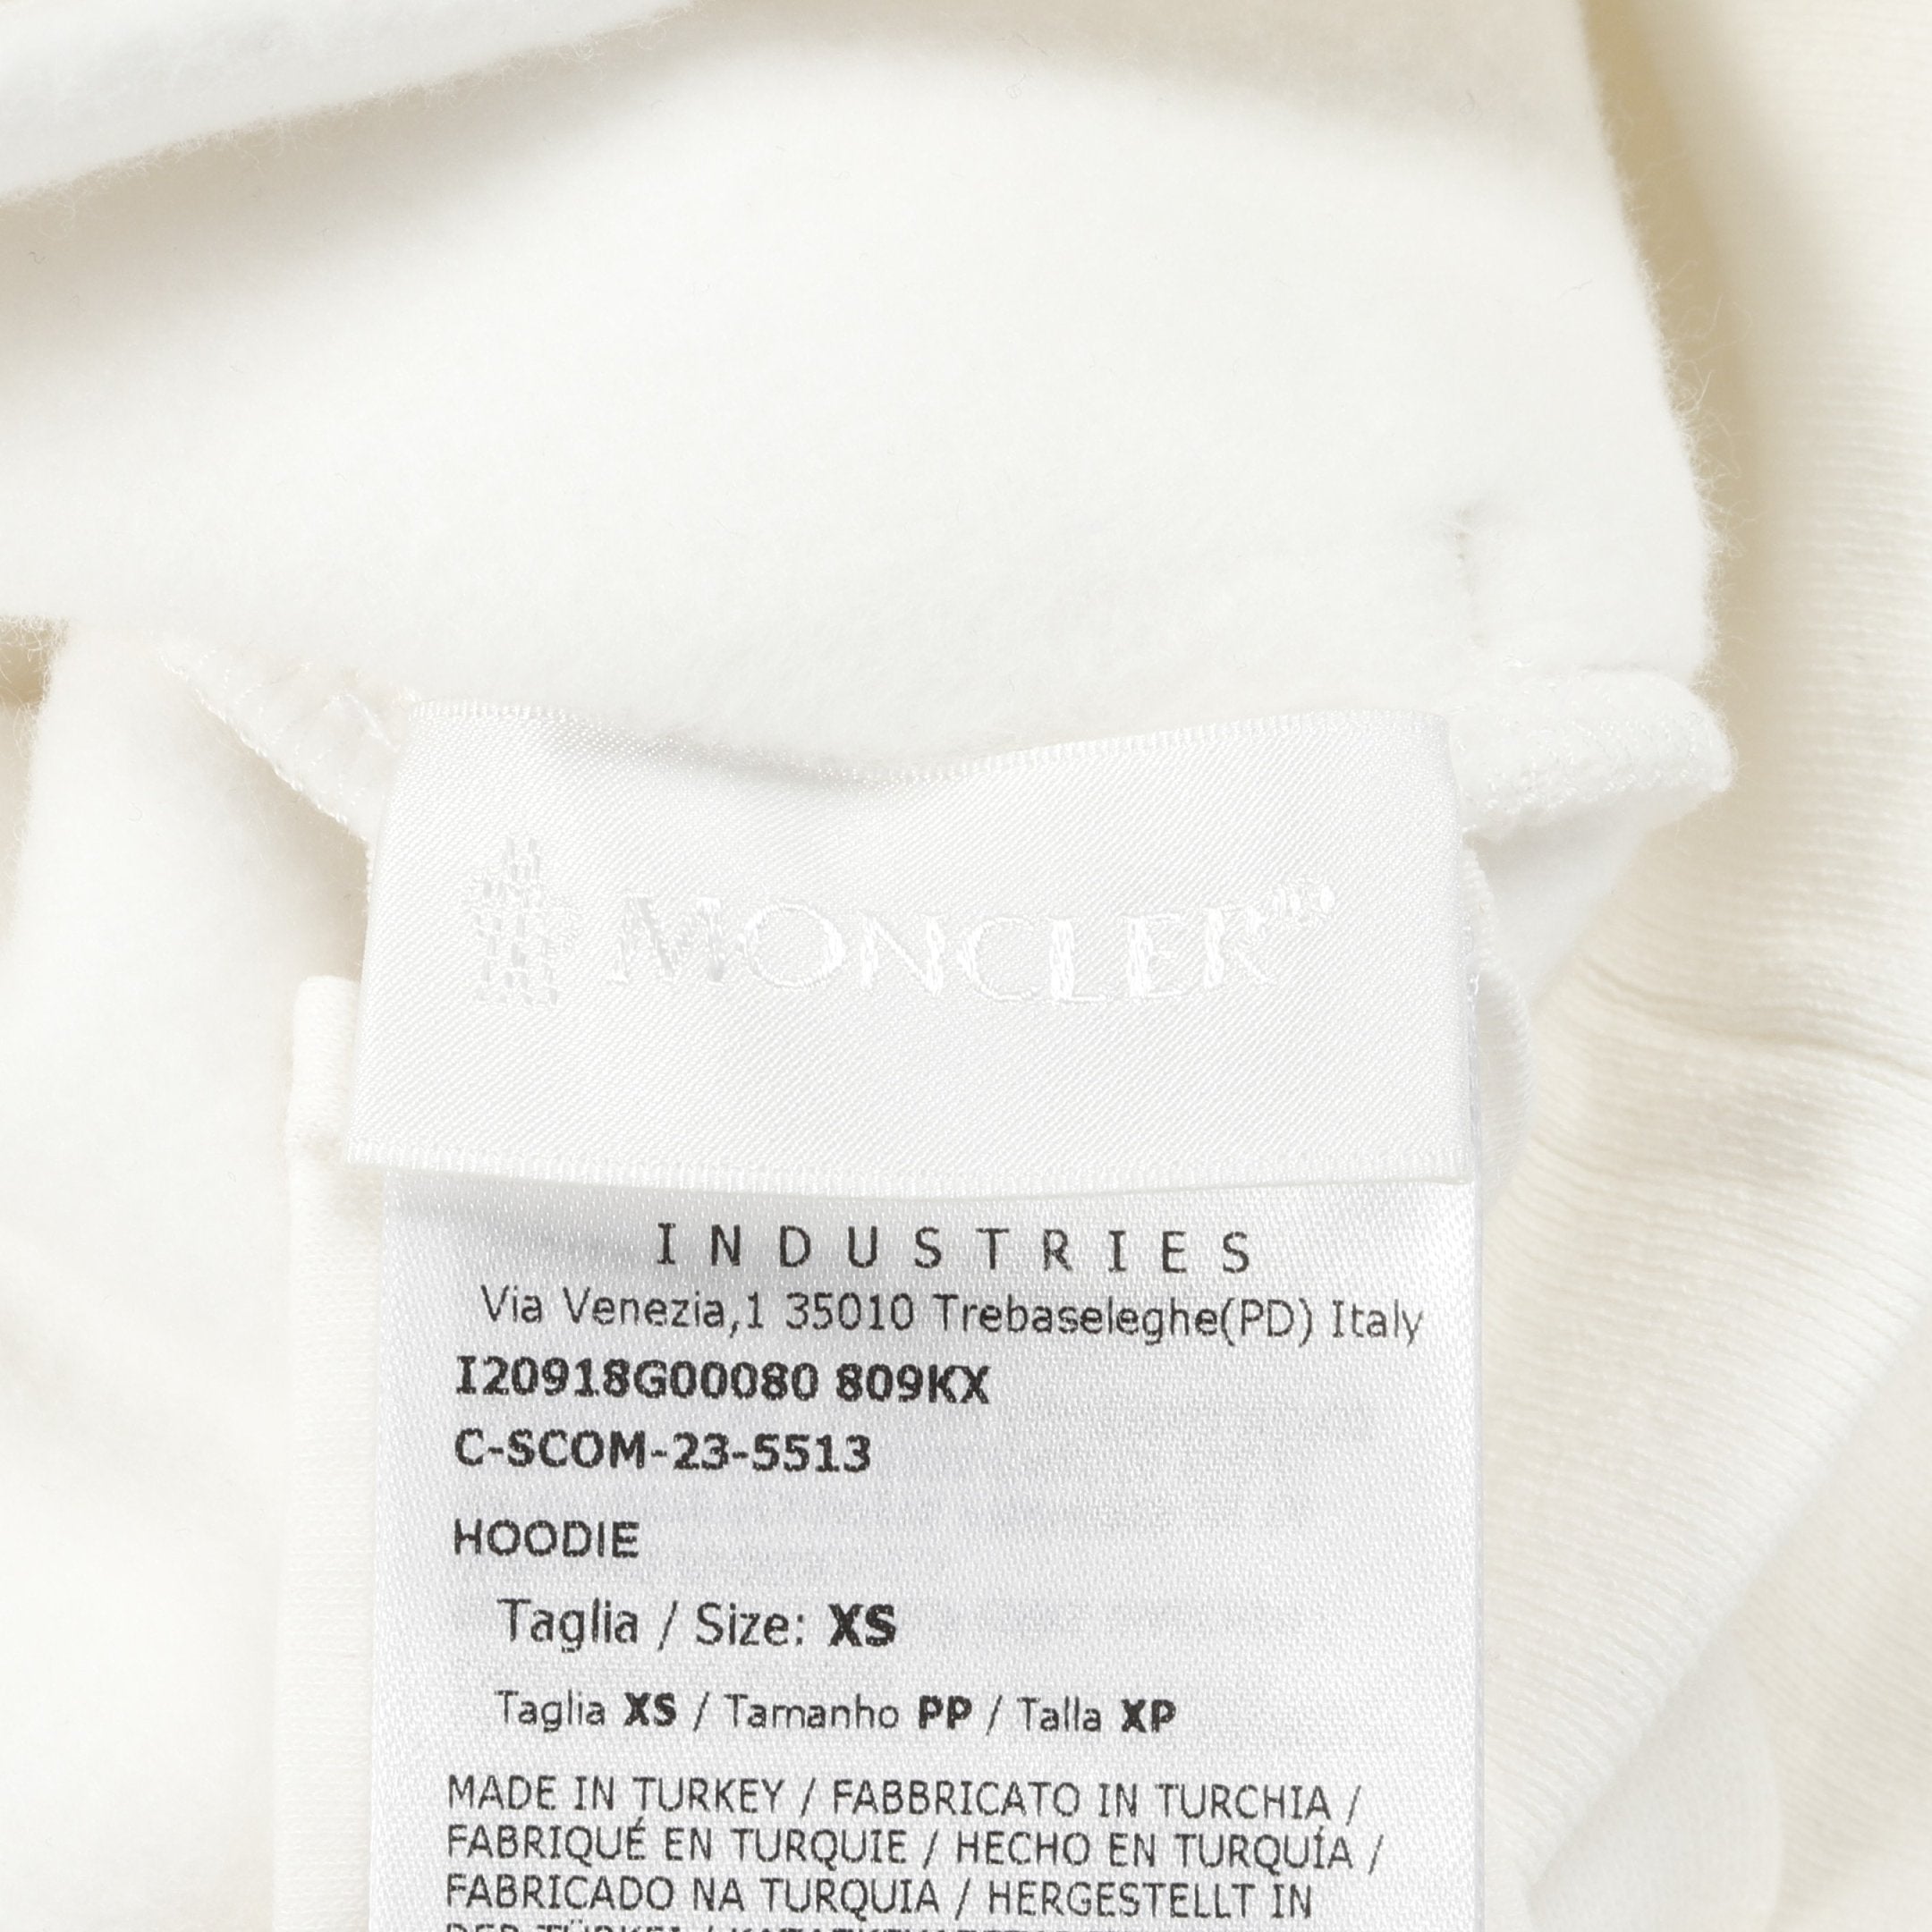 MONCLER
INDUSTRIES
Via Venezia,1 35010 Trebaseleghe(PD) Italy
I20918G00080 809KX
C-SCOM-23-5513
HOODIE
Taglia / Size: XS
Taglia XS / Tamanho PP / Talla XP
MADE IN TURKEY / FABBRICATO IN TURCHIA /
FABRIQUÉ EN TURQUIE / HECHO EN TURQUÍA /
FABRICADO NA TURQUIA / HERGESTELLT IN
DER TÜRKEI /